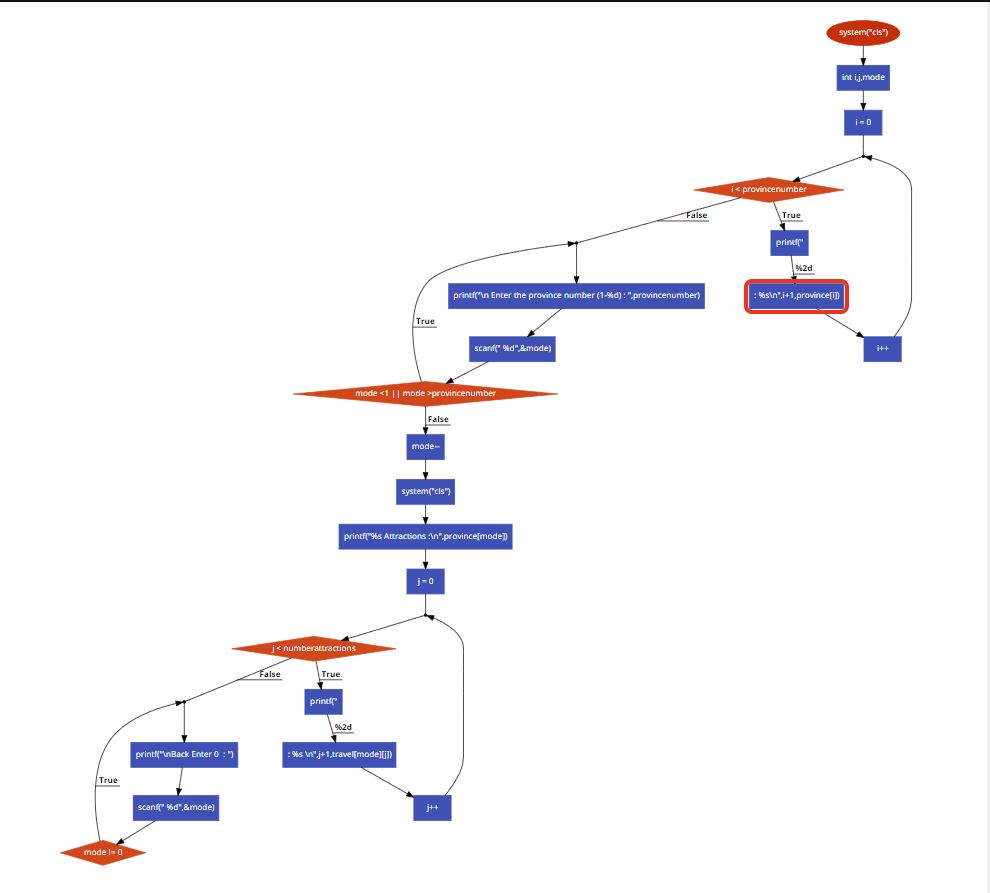 system("cls")
int i,j,mode
i = 0
i < provincenumber
False
True
printf("
%2d
: %s\n",i+1,province[i])
i++
printf("\n Enter the province number (1-%d) : ",provincenumber)
True
scanf(" %d",&mode)
mode <1 || mode >provincenumber
False
mode--
system("cls")
printf("%s Attractions :\n",province[mode])
j = 0
j < numberattractions
False
True
printf("
%2d
: %s \n",j+1,travel[mode][j])
j++
printf("\nBack Enter 0  : ")
True
scanf(" %d",&mode)
mode != 0